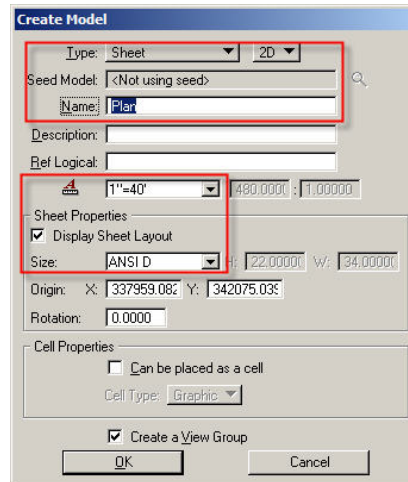 Create Model
Type: Sheet 2D
Seed Model: <Not using seed>
Name: Plan
Description:
Ref Logical:
1"=40' 480.000( : 1.00000
Sheet Properties
Display Sheet Layout
Size: ANSI D H: 22.0000( W: 34.0000(
Origin: X: 337959.082 Y: 342075.039
Rotation: 0.0000
Cell Properties
Can be placed as a cell
Cell Type: Graphic
Create a View Group
OK Cancel